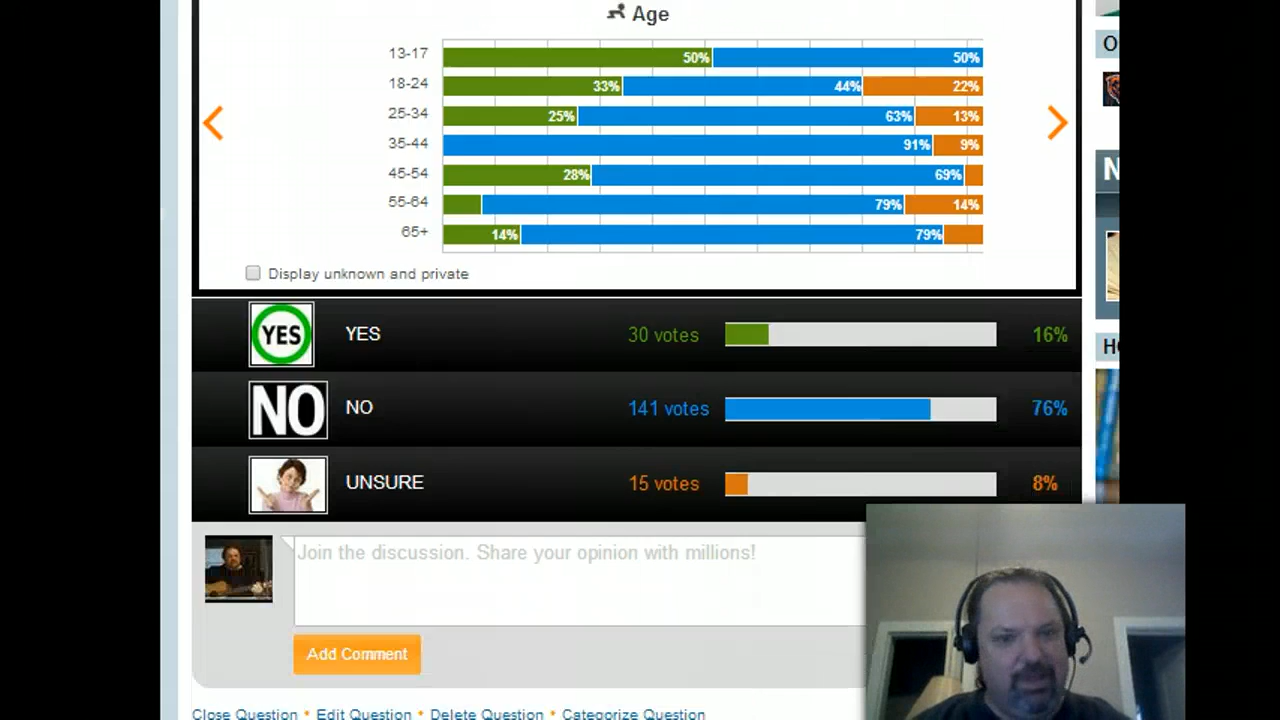 Age
13-17 50% 50%
18-24 33% 44% 22%
25-34 25% 63% 13%
35-44 91% 9%
45-54 28% 69%
55-64 79% 14%
65+ 14% 79%
Display unknown and private
YES YES 30 votes 16%
NO NO 141 votes 76%
UNSURE 15 votes 8%
Join the discussion. Share your opinion with millions!
Add Comment
Close Question • Edit Question • Delete Question • Categorize Question
O
N
H